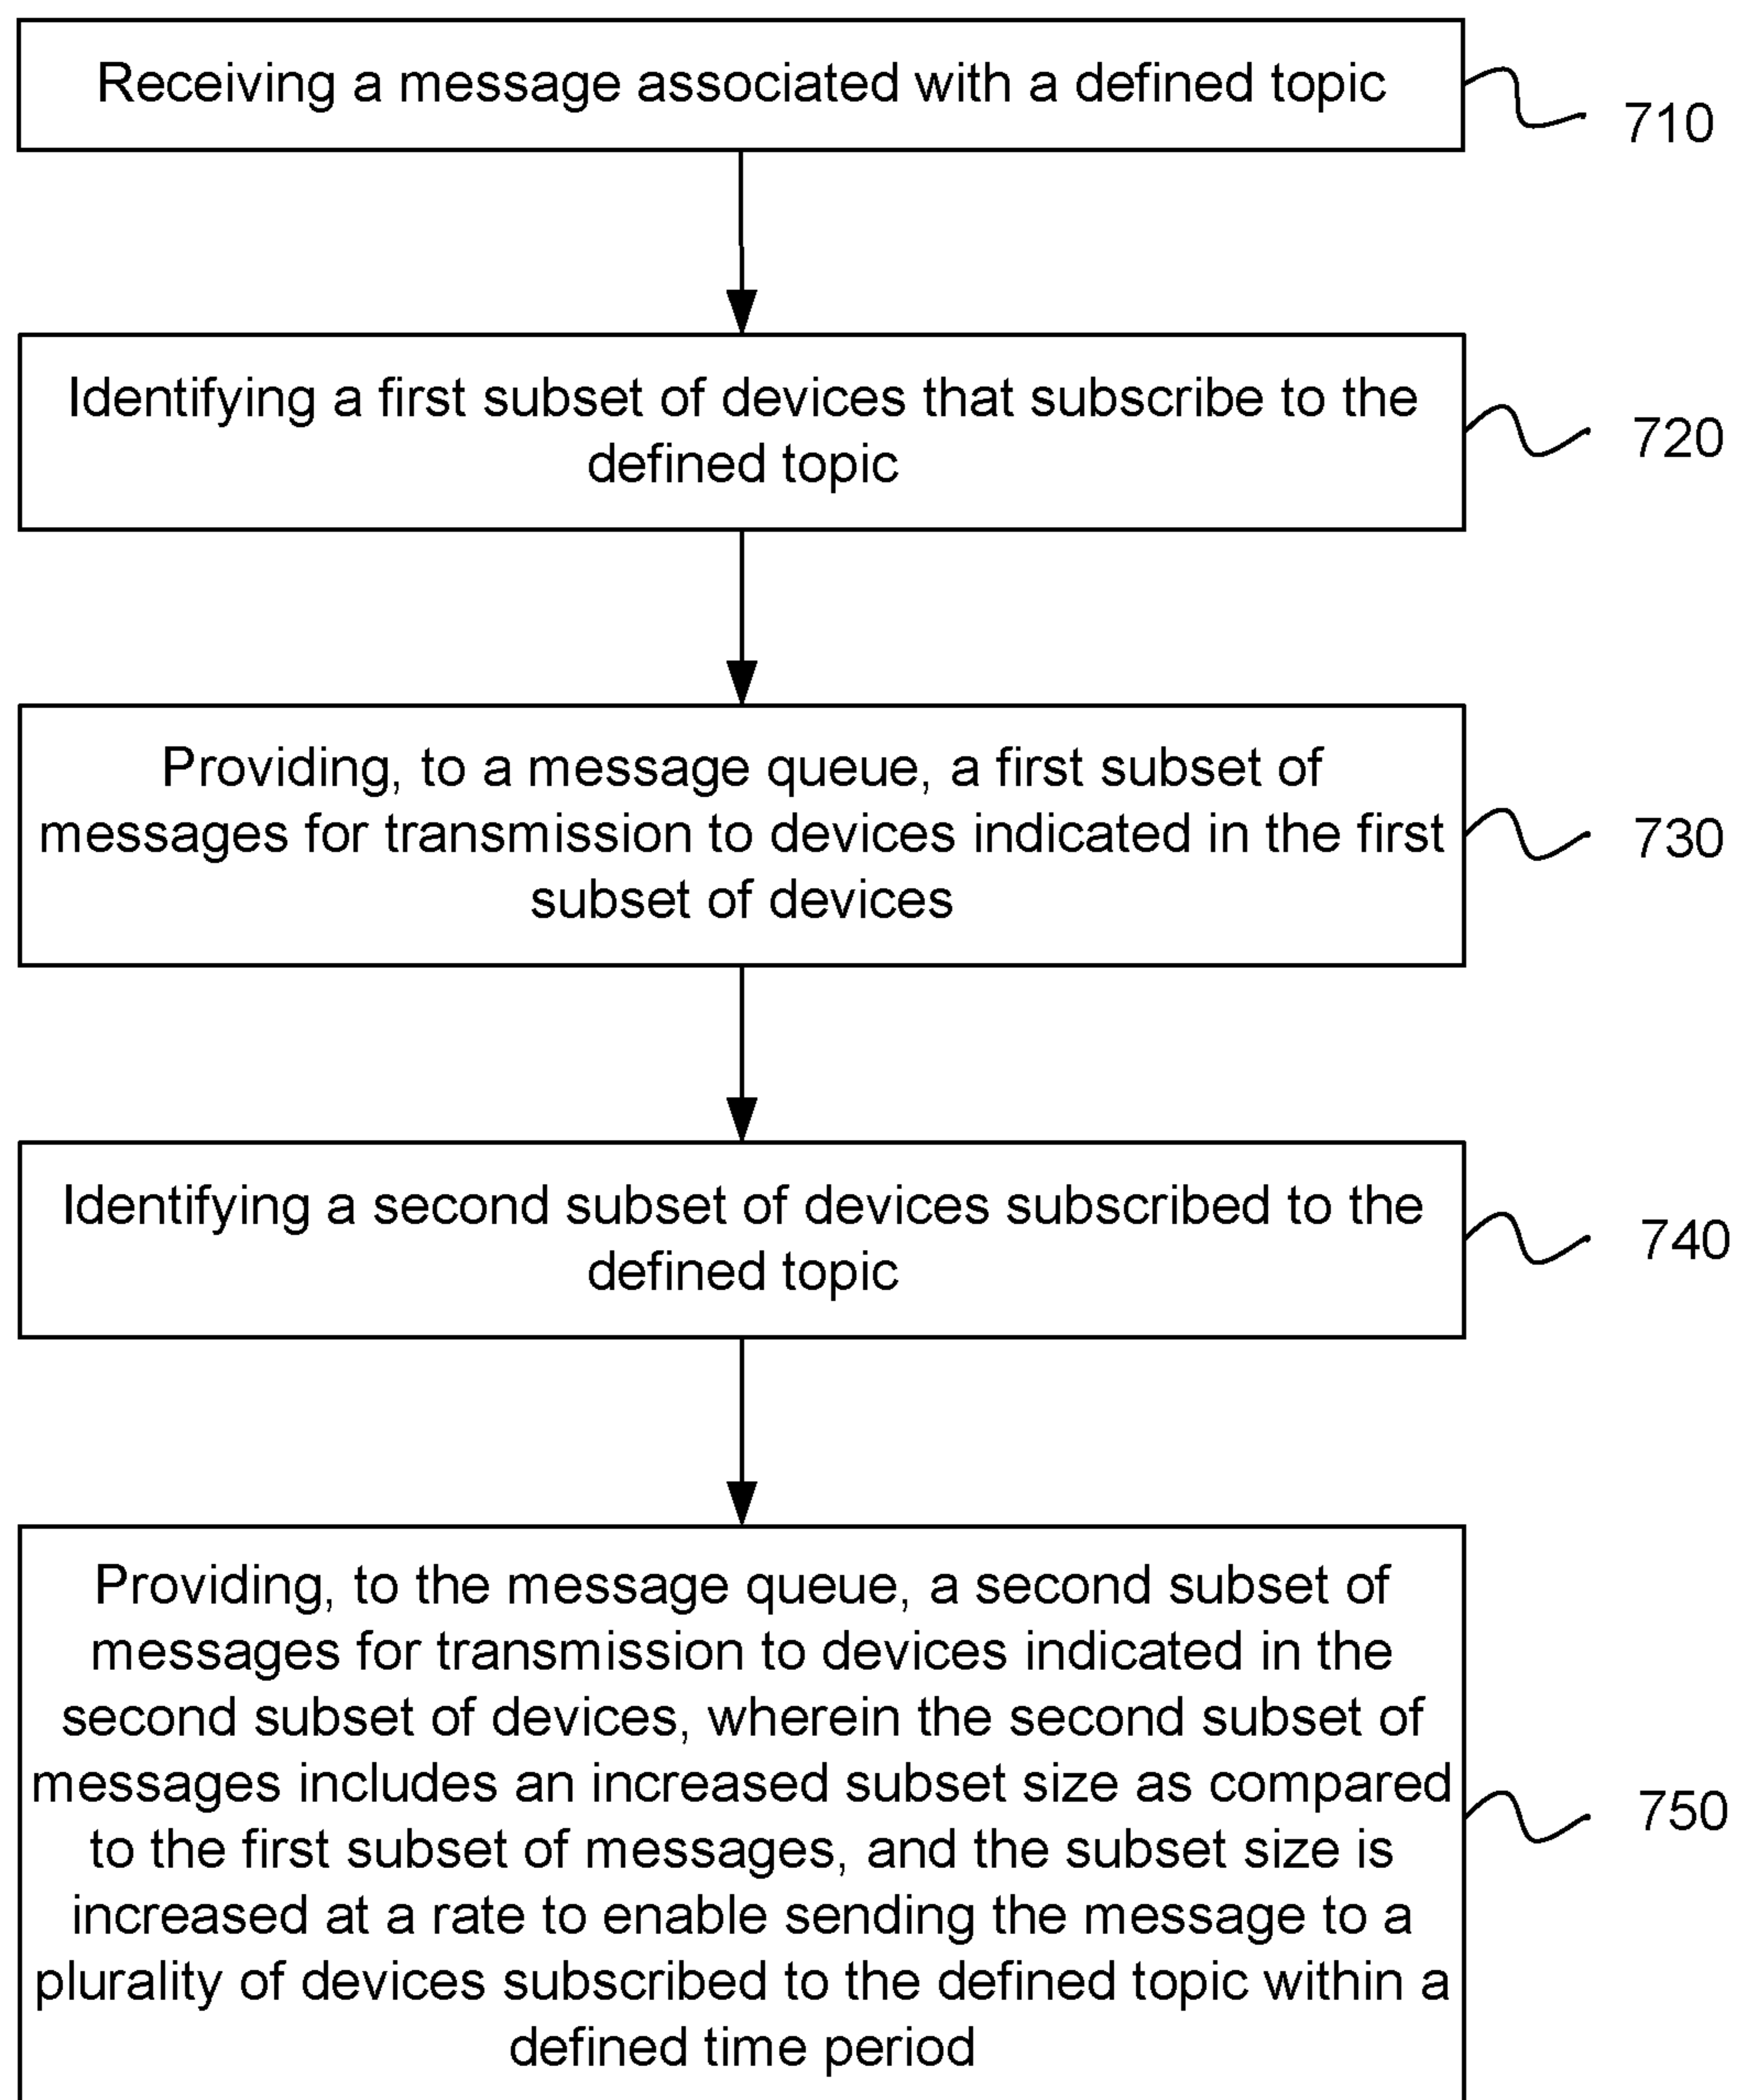 Receiving a message associated with a defined topic
710
Identifying a first subset of devices that subscribe to the
defined topic
720
Providing, to a message queue, a first subset of
messages for transmission to devices indicated in the first
subset of devices
730
Identifying a second subset of devices subscribed to the
defined topic
740
Providing, to the message queue, a second subset of
messages for transmission to devices indicated in the
second subset of devices, wherein the second subset of
messages includes an increased subset size as compared
to the first subset of messages, and the subset size is
increased at a rate to enable sending the message to a
plurality of devices subscribed to the defined topic within a
defined time period
750